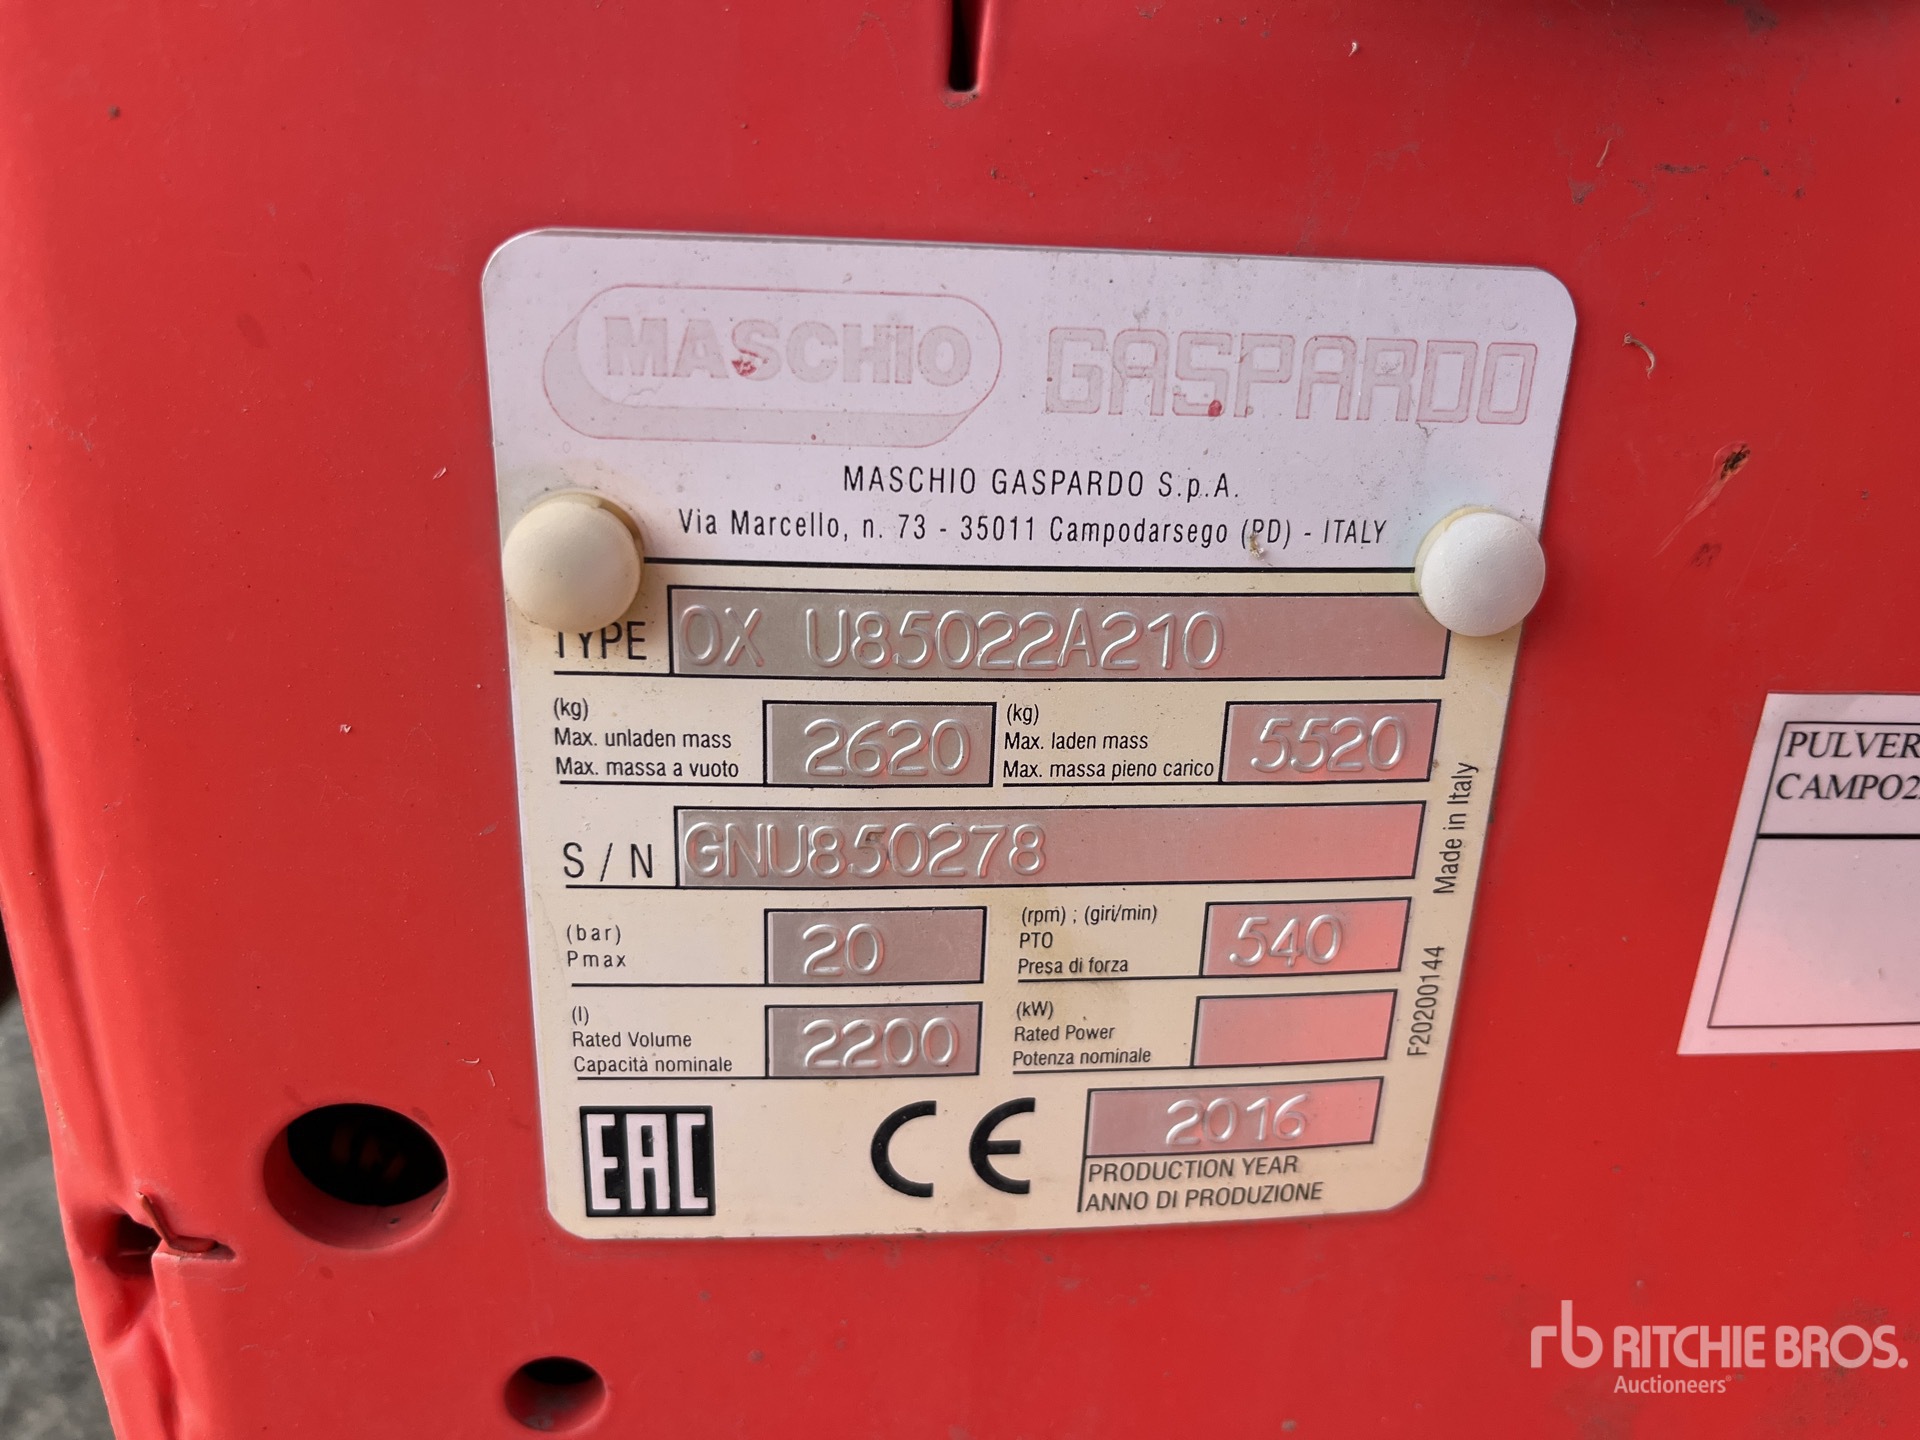 MASCHIO GASPARDO
MASCHIO GASPARDO S.p.A.
Via Marcello, n. 73 - 35011 Campodarsego (PD) - ITALY
TYPE OX U85022A210
(kg)
Max. unladen mass
Max. massa a vuoto
2620
(kg)
Max. laden mass
Max. massa pieno carico
5520
S / N GNU850278
(bar)
Pmax
20
(rpm) ; (giri/min)
PTO
Presa di forza
540
(l)
Rated Volume
Capacità nominale
2200
(kW)
Rated Power
Potenza nominale
EAC
CE
2016
PRODUCTION YEAR
ANNO DI PRODUZIONE
Made in Italy
F20200144
PULVER
CAMPO2
rb RITCHIE BROS.
Auctioneers